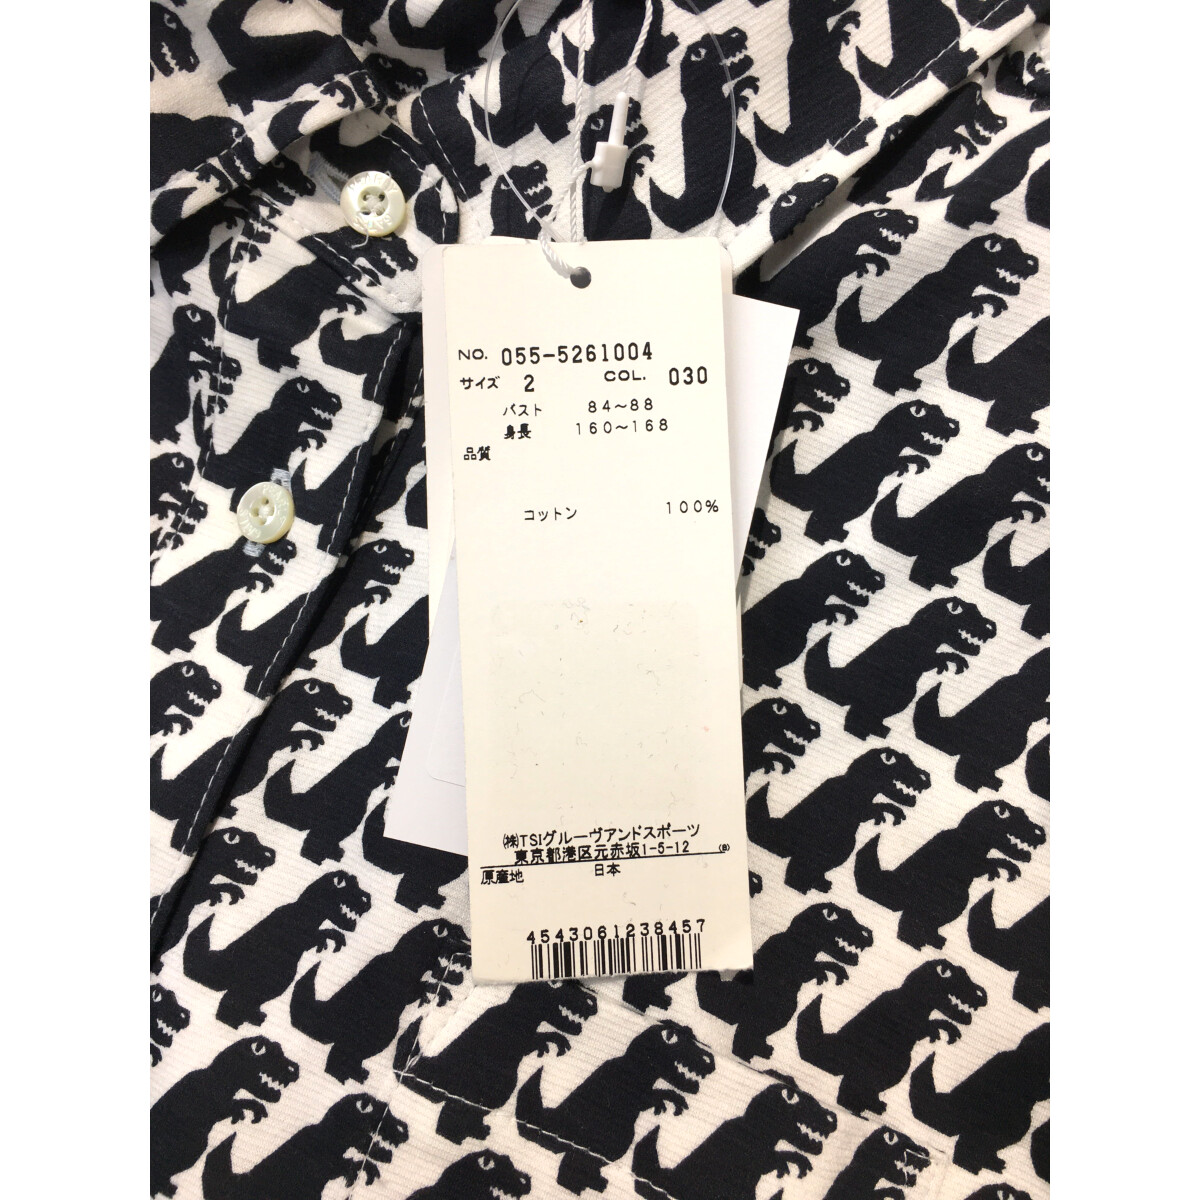 NO. 055-5261004
サイズ 2 COL. 030
バスト 84～88
身長 160～168
品質
コットン 100%
㈱TSIグルーヴアンドスポーツ
東京都港区元赤坂1-5-12 (B)
原産地 日本
4543061238457